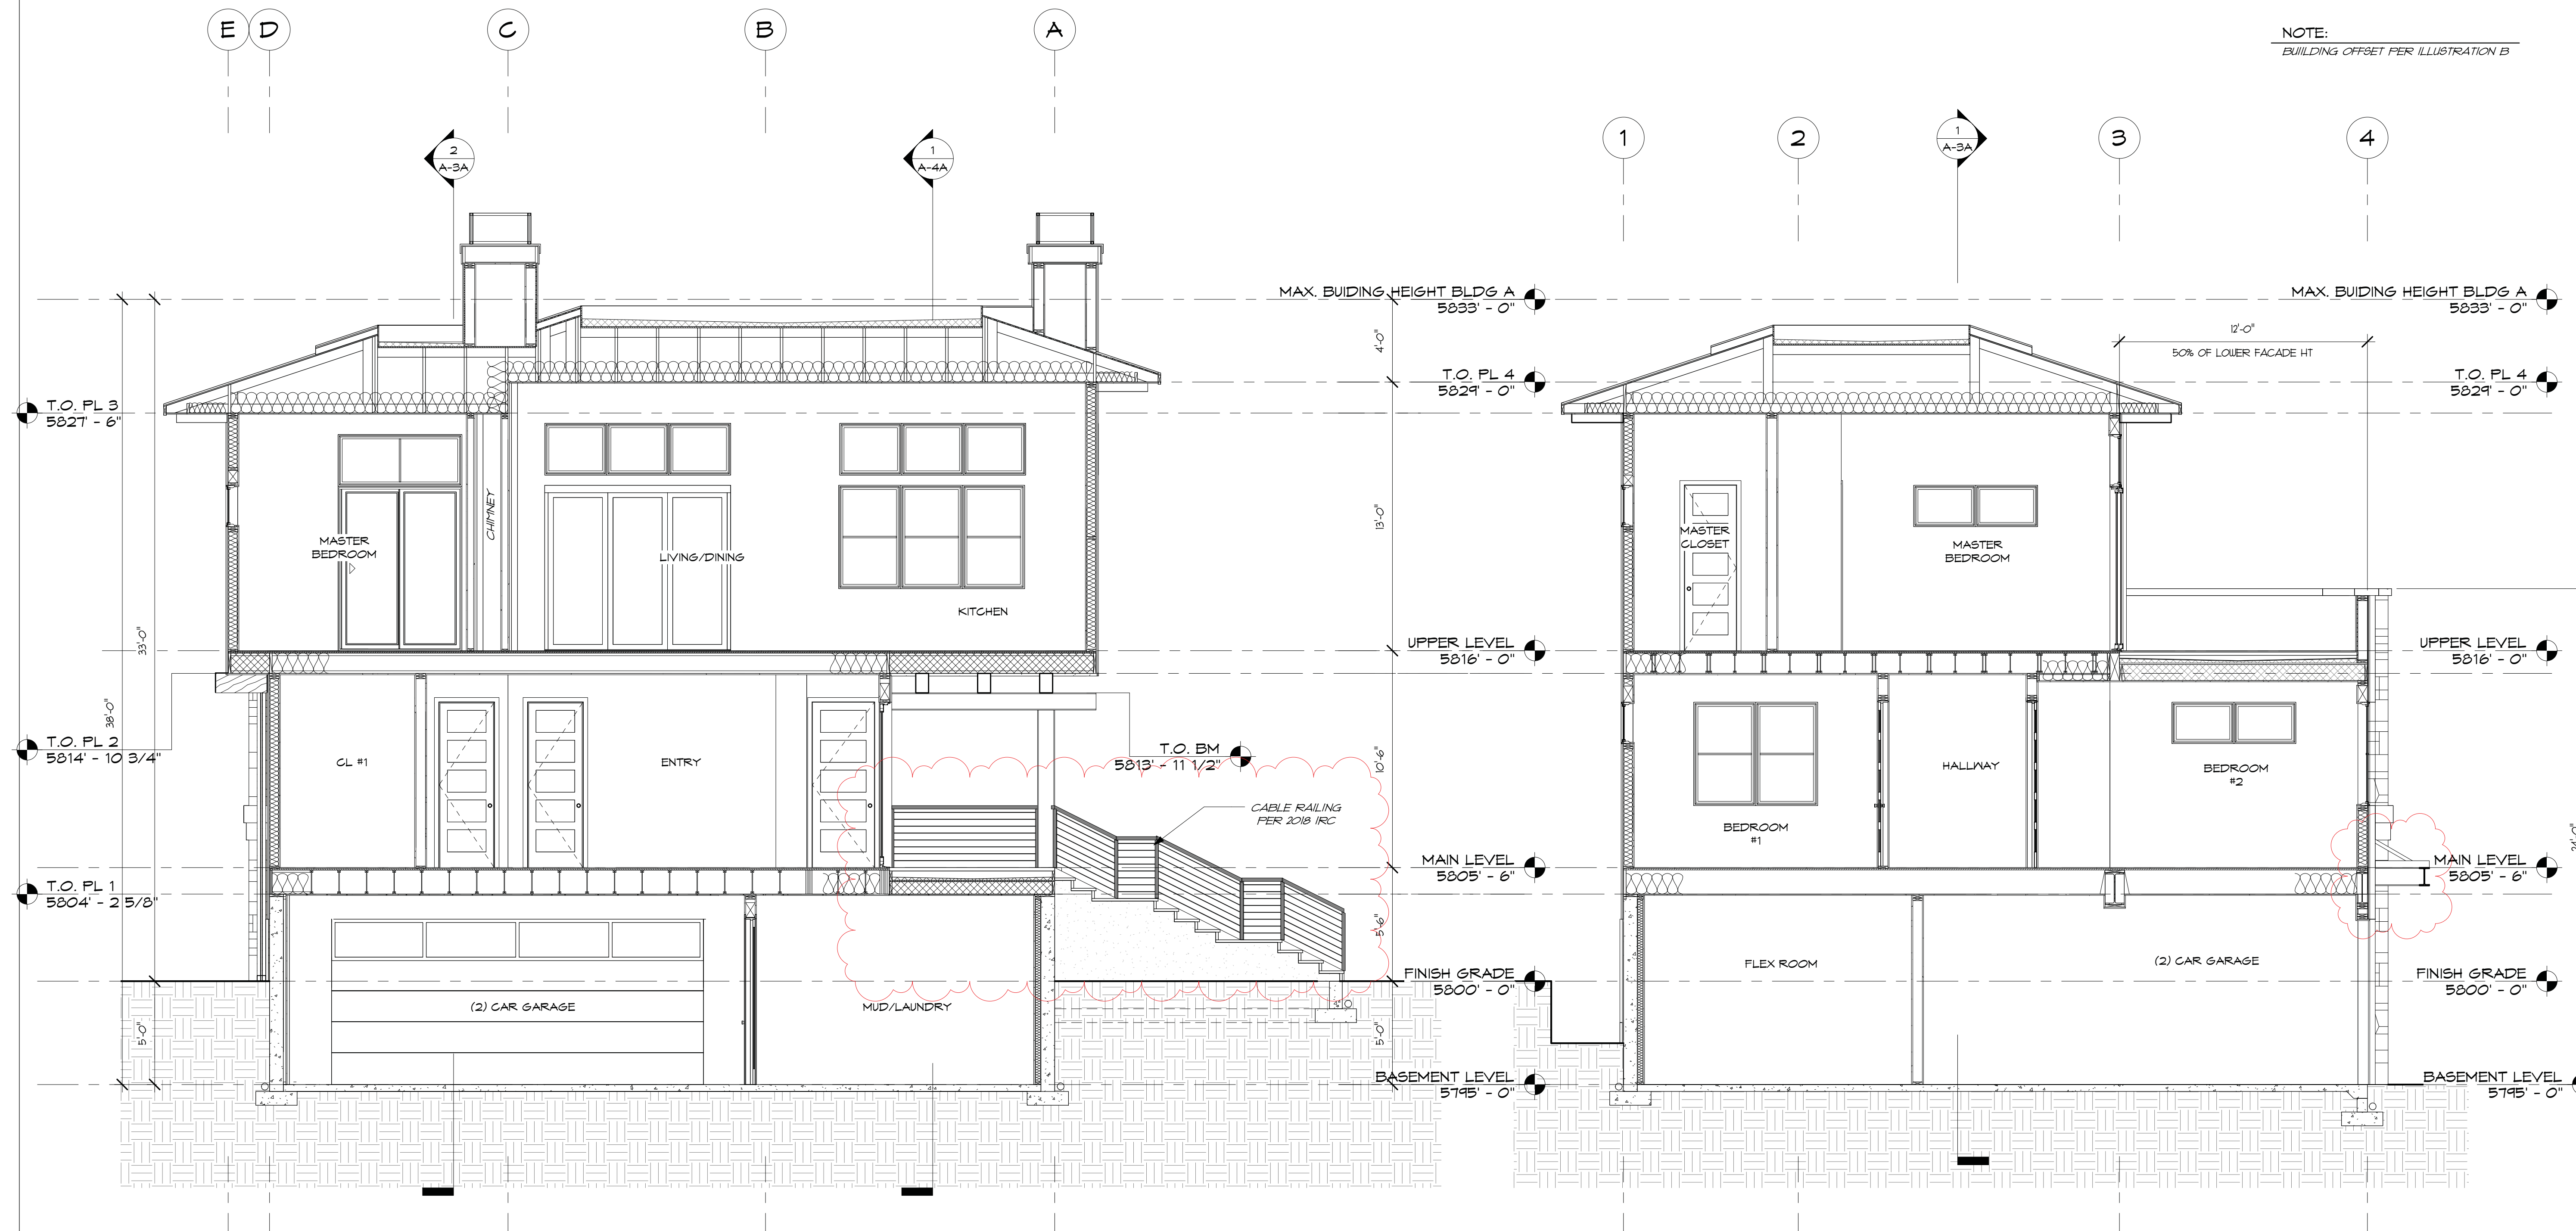 E
D
C
B
A
NOTE:
BUIILDING OFFSET PER ILLUSTRATION B
1
2
3
4
2
A-3A
1
A-4A
1
A-3A
MAX. BUIDING HEIGHT BLDG A
5833' - 0"
MAX. BUIDING HEIGHT BLDG A
5833' - 0"
12'-0"
50% OF LOWER FACADE HT
4'-0"
T.O. PL 4
5829' - 0"
T.O. PL 4
5829' - 0"
T.O. PL 3
5827' - 6"
CHIMNEY
13'-0"
MASTER
BEDROOM
LIVING/DINING
KITCHEN
MASTER
CLOSET
MASTER
BEDROOM
33'-0"
38'-0"
UPPER LEVEL
5816' - 0"
UPPER LEVEL
5816' - 0"
T.O. PL 2
5814' - 10 3/4"
T.O. BM
5813' - 11 1/2"
10'-6"
CL #1
ENTRY
HALLWAY
BEDROOM
#2
CABLE RAILING
PER 2018 IRC
BEDROOM
#1
24'-0"
MAIN LEVEL
5805' - 6"
MAIN LEVEL
5805' - 6"
T.O. PL 1
5804' - 2 5/8"
5'-6"
FLEX ROOM
(2) CAR GARAGE
FINISH GRADE
5800' - 0"
FINISH GRADE
5800' - 0"
(2) CAR GARAGE
MUD/LAUNDRY
5'-0"
5'-0"
BASEMENT LEVEL
5795' - 0"
BASEMENT LEVEL
5795' - 0"